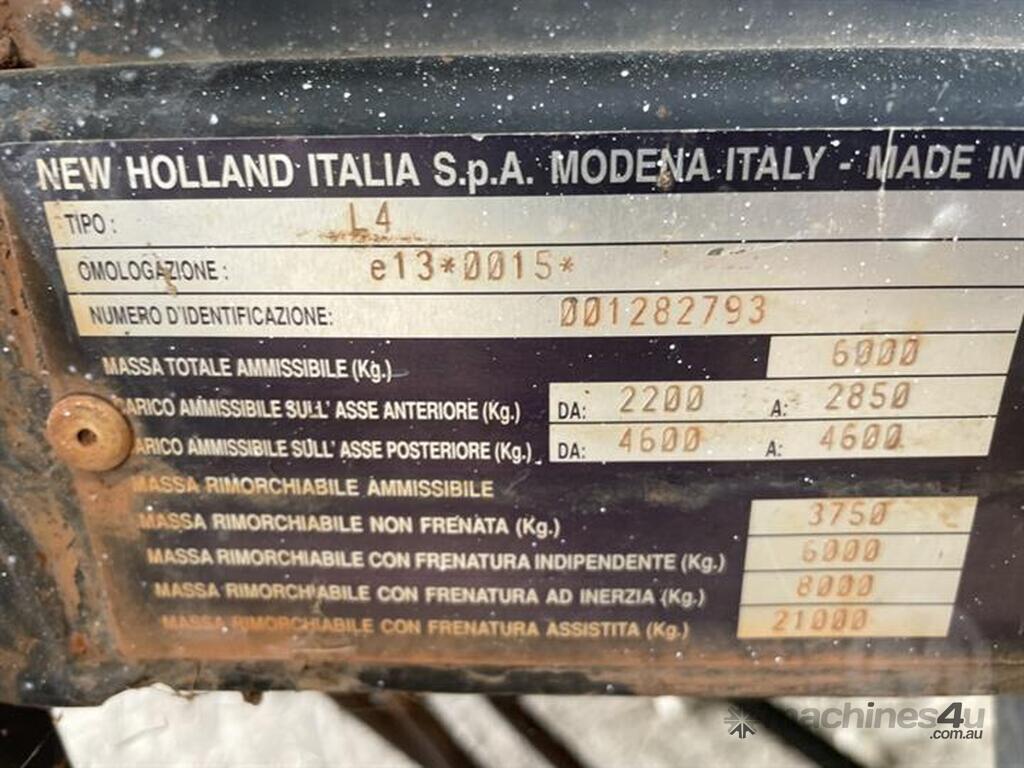 NEW HOLLAND ITALIA S.p.A. MODENA ITALY - MADE IN
TIPO: L4
OMOLOGAZIONE: e13*0015*
NUMERO D'IDENTIFICAZIONE: 001282793
MASSA TOTALE AMMISSIBILE (Kg.) 6000
CARICO AMMISSIBILE SULL' ASSE ANTERIORE (Kg.) DA: 2200 A: 2850
CARICO AMMISSIBILE SULL' ASSE POSTERIORE (Kg.) DA: 4600 A: 4600
MASSA RIMORCHIABILE AMMISSIBILE
MASSA RIMORCHIABILE NON FRENATA (Kg.) 3750
MASSA RIMORCHIABILE CON FRENATURA INDIPENDENTE (Kg.) 6000
MASSA RIMORCHIABILE CON FRENATURA AD INERZIA (Kg.) 8000
MASSA RIMORCHIABILE CON FRENATURA ASSISTITA (Kg.) 21000
machines4u
.com.au